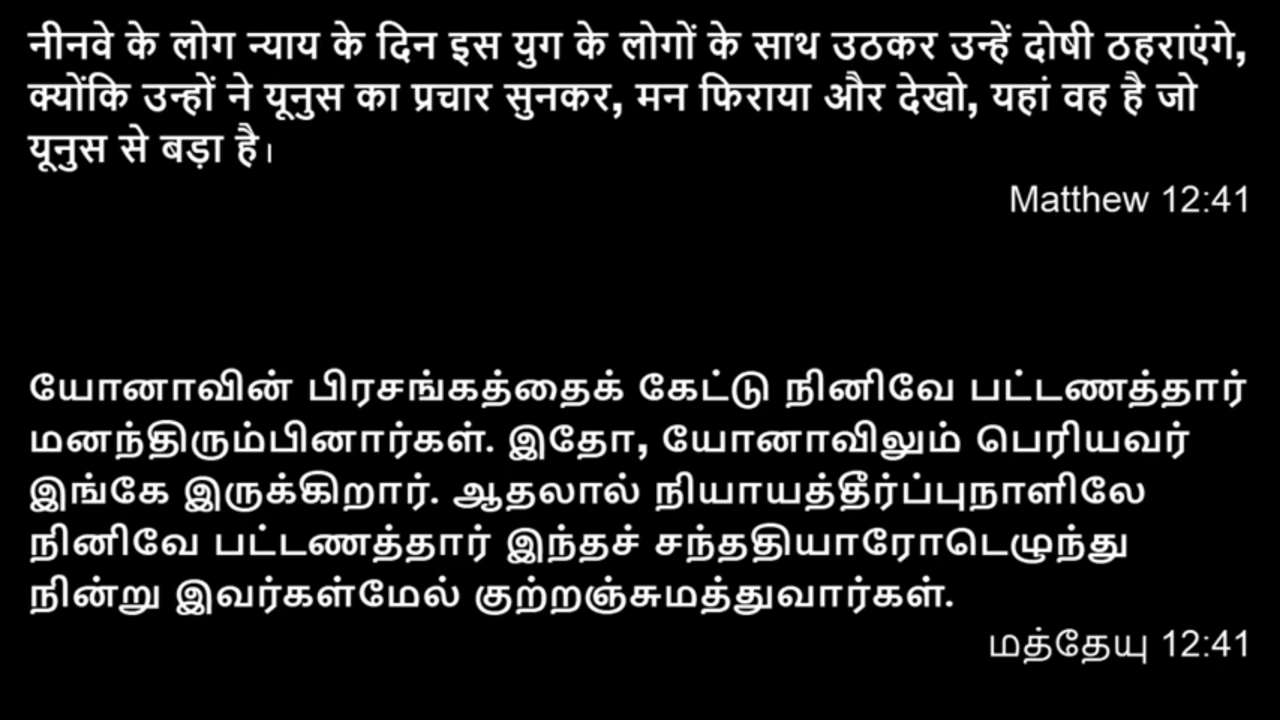 नीनवे के लोग न्याय के दिन इस युग के लोगों के साथ उठकर उन्हें दोषी ठहराएंगे,
क्योंकि उन्हों ने यूनुस का प्रचार सुनकर, मन फिराया और देखो, यहां वह है जो
यूनुस से बड़ा है।
Matthew 12:41
யோனாவின் பிரசங்கத்தைக் கேட்டு நினிவே பட்டணத்தார்
மனந்திரும்பினார்கள். இதோ, யோனாவிலும் பெரியவர்
இங்கே இருக்கிறார். ஆதலால் நியாயத்தீர்ப்புநாளிலே
நினிவே பட்டணத்தார் இந்தச் சந்ததியாரோடெழுந்து
நின்று இவர்கள்மேல் குற்றஞ்சுமத்துவார்கள்.
மத்தேயு 12:41